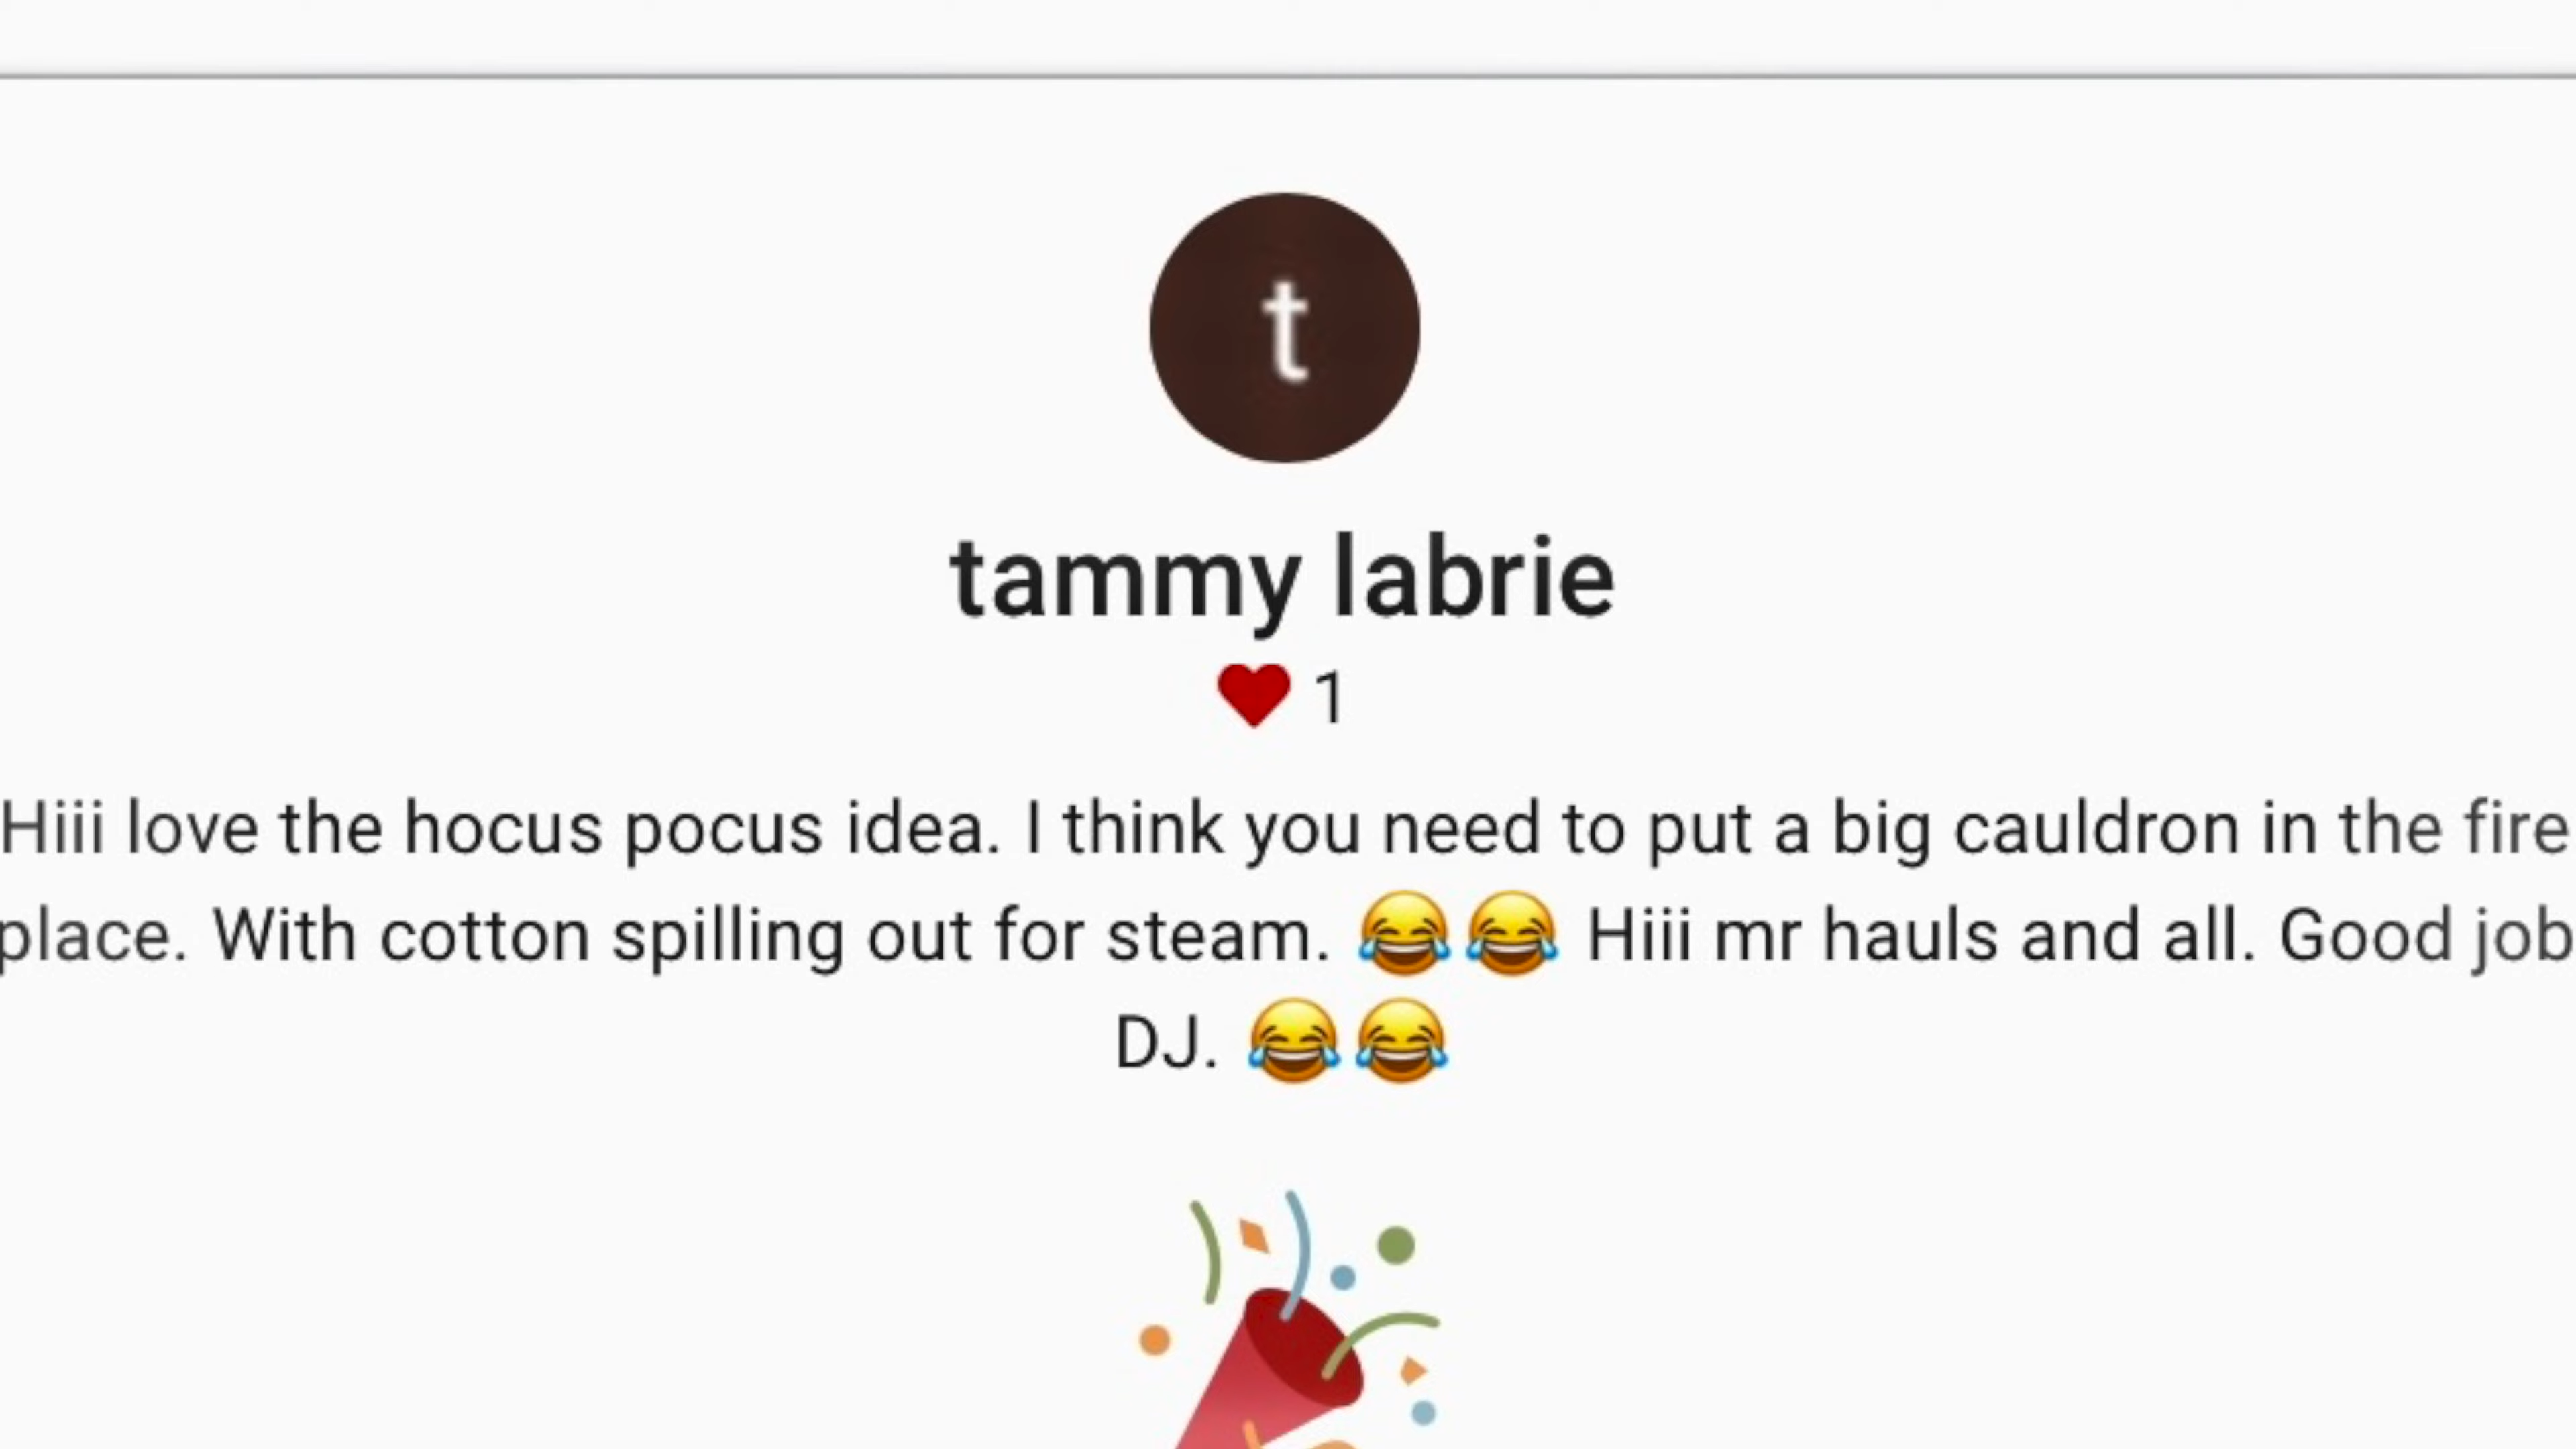 t
tammy labrie
1
Hiii love the hocus pocus idea. I think you need to put a big cauldron in the fire
place. With cotton spilling out for steam. 😂😂 Hiii mr hauls and all. Good job
DJ. 😂😂